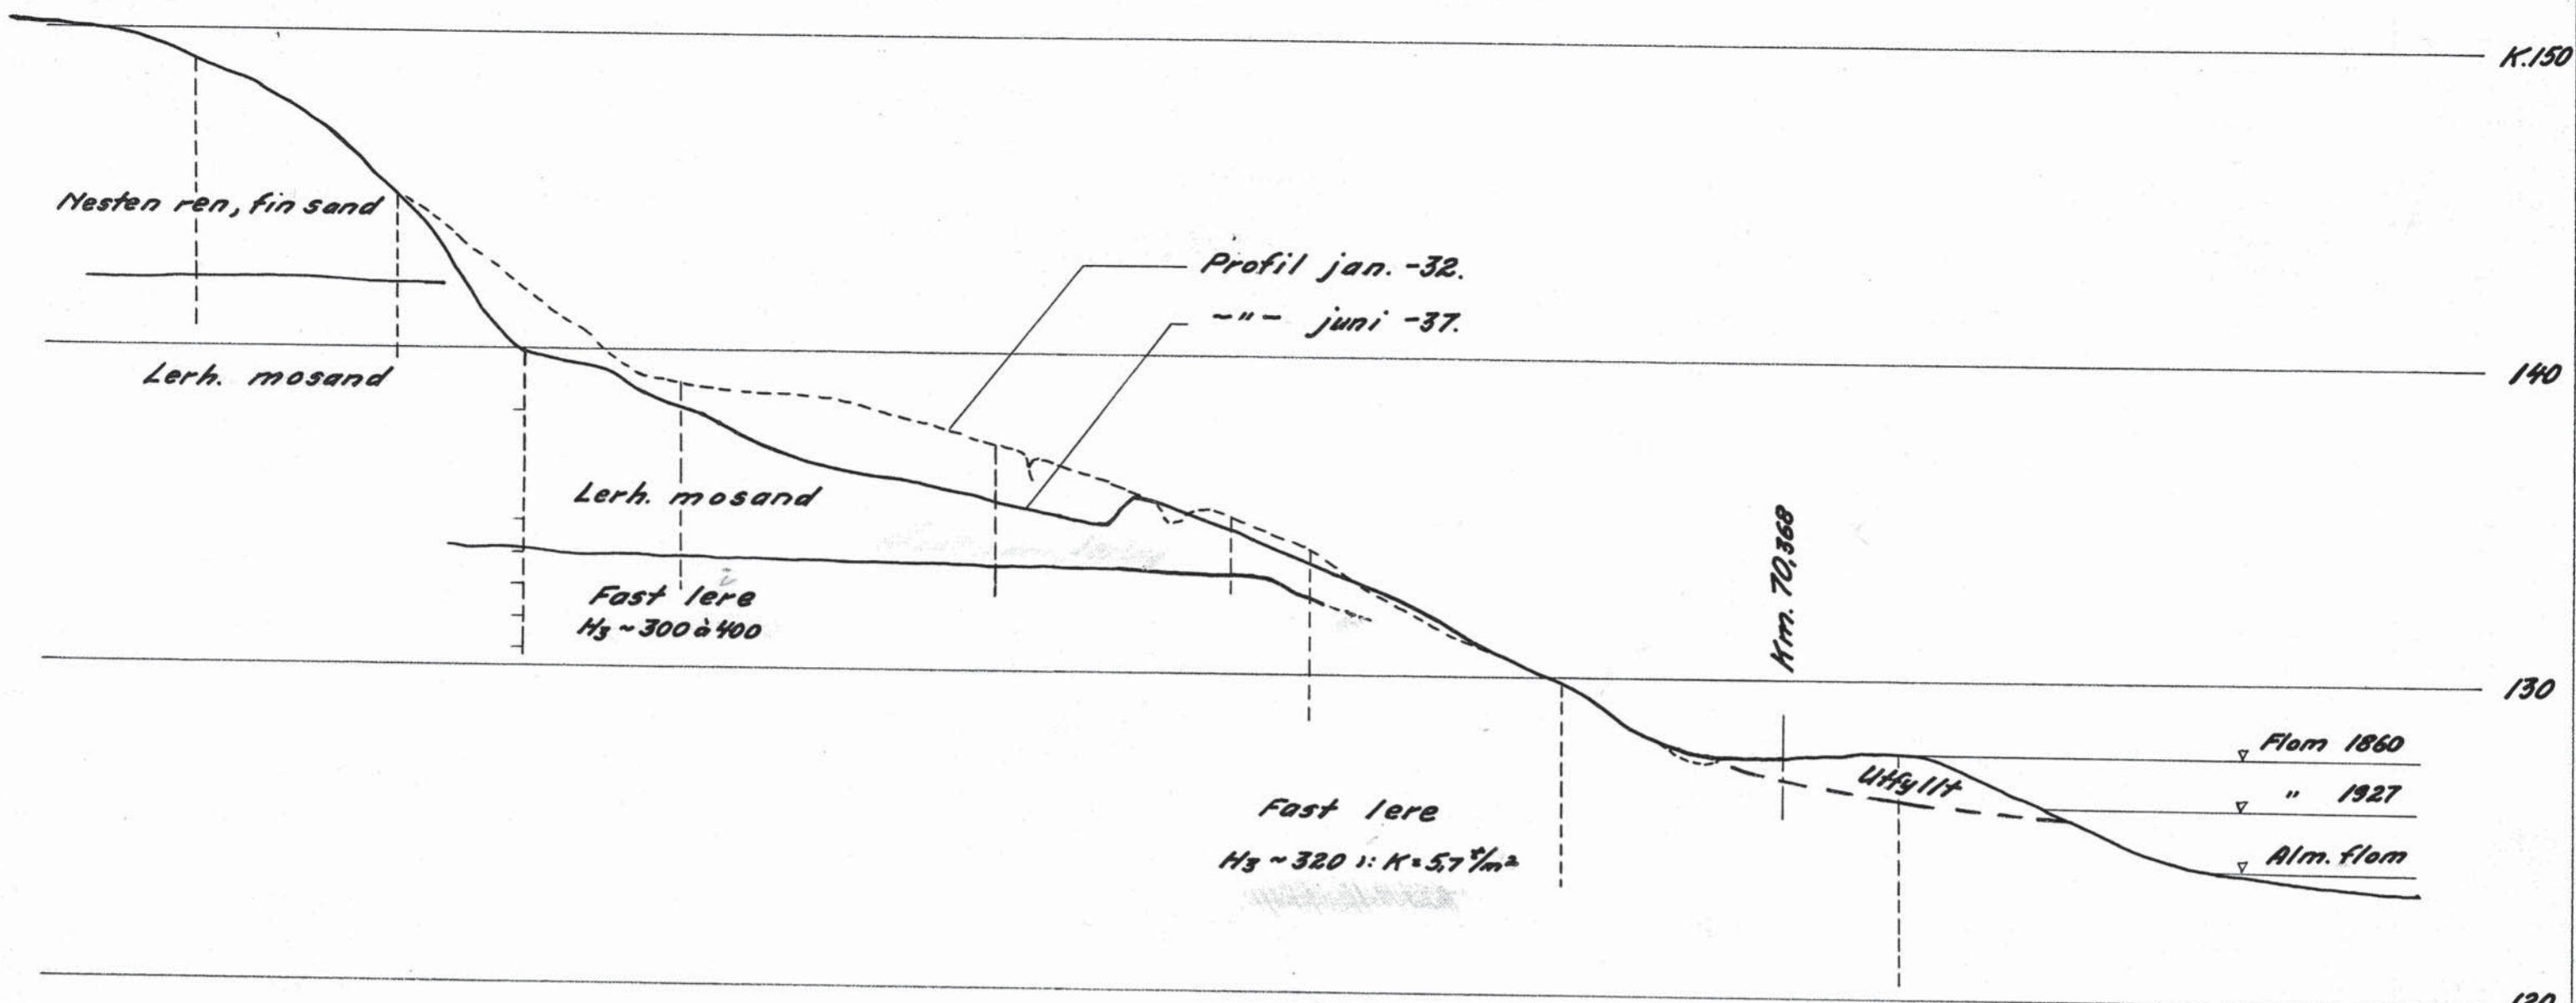 K.150
Nesten ren, fin sand
Profil jan. -32.
-"- juni -37.
140
Lerh. mosand
Lerh. mosand
Km. 70,368
Fast lere
H3 ~ 300 à 400
130
Flom 1860
Utfyllt
" 1927
Fast lere
H3 ~ 320 ɔ: K = 5,7 t/m²
Alm. flom
120